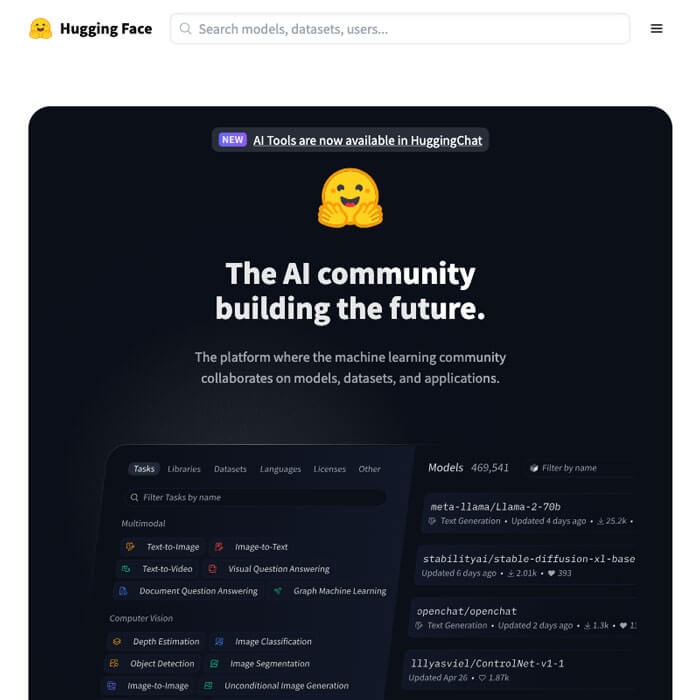 Hugging Face
Search models, datasets, users...
NEW AI Tools are now available in HuggingChat
The AI community
building the future.
The platform where the machine learning community
collaborates on models, datasets, and applications.
Tasks Libraries Datasets Languages Licenses Other
Filter Tasks by name
Multimodal
Text-to-Image Image-to-Text
Text-to-Video Visual Question Answering
Document Question Answering Graph Machine Learning
Computer Vision
Depth Estimation Image Classification
Object Detection Image Segmentation
Image-to-Image Unconditional Image Generation
Models 469,541 Filter by name
meta-llama/Llama-2-70b
Text Generation • Updated 4 days ago • 25.2k •
stabilityai/stable-diffusion-xl-base
Updated 6 days ago • 2.01k • 393
openchat/openchat
Text Generation • Updated 2 days ago • 1.3k •
lllyasviel/ControlNet-v1-1
Updated Apr 26 • 1.87k